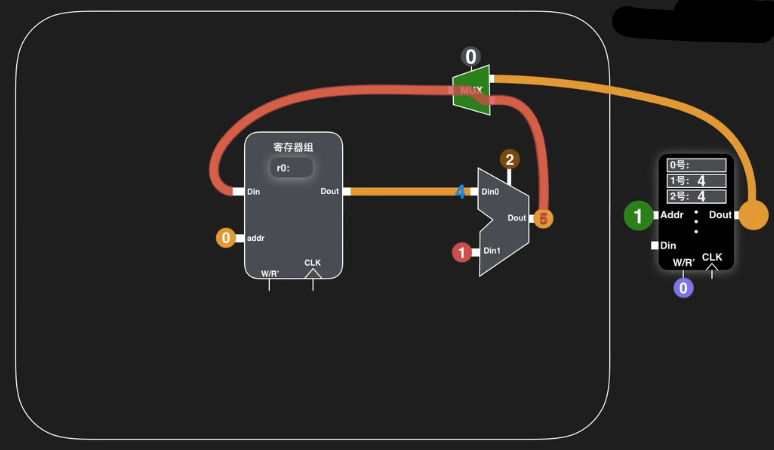 0
MUX
寄存器组
r0:
Din
Dout
0
addr
W/R'
CLK
2
4
Din0
Dout
5
1
Din1
0号:
1号: 4
2号: 4
1
Addr
Dout
Din
W/R'
CLK
0